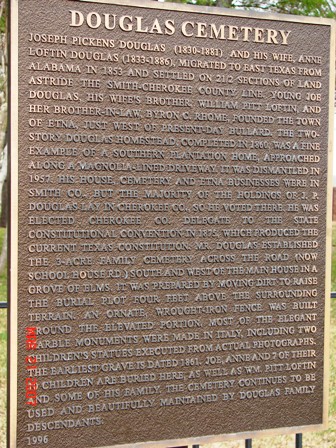 DOUGLAS CEMETERY
JOSEPH PICKENS DOUGLAS (1830-1883) AND HIS WIFE, ANNE
LOFTIN DOUGLAS (1833-1886), MIGRATED TO EAST TEXAS FROM
ALABAMA IN 1853 AND SETTLED ON 2 1/2 SECTIONS OF LAND
ASTRIDE THE SMITH-CHEROKEE COUNTY LINE. YOUNG JOE
DOUGLAS, HIS WIFE'S BROTHER, WILLIAM PITT LOFTIN, AND
HER BROTHER-IN-LAW, BYRON C. RHOME, FOUNDED THE TOWN
OF ETNA, JUST WEST OF PRESENT-DAY BULLARD. THE TWO-
STORY DOUGLAS HOMESTEAD, COMPLETED IN 1860, WAS A FINE
EXAMPLE OF A SOUTHERN PLANTATION HOME, APPROACHED
ALONG A MAGNOLIA-LINED DRIVEWAY. IT WAS DISMANTLED IN
1957. HIS HOUSE, CEMETERY AND ETNA BUSINESSES WERE IN
SMITH CO., BUT THE MAJORITY OF THE HOLDINGS OF J. P.
DOUGLAS LAY IN CHEROKEE CO. HE FARMED THERE. HE WAS
ELECTED CHEROKEE CO. DELEGATE TO THE STATE
CONSTITUTIONAL CONVENTION IN 1875, WHICH PRODUCED THE
CURRENT TEXAS CONSTITUTION. MR. DOUGLAS ESTABLISHED
THE 3-ACRE FAMILY CEMETERY ACROSS THE ROAD (NOW
SCHOOL HOUSE RD.) SOUTH AND WEST OF THE MAIN HOUSE IN A
GROVE OF ELMS. IT WAS PREPARED BY MOVING DIRT TO RAISE
THE BURIAL PLOT FOUR FEET ABOVE THE SURROUNDING
TERRAIN. AN ORNATE WROUGHT-IRON FENCE WAS BUILT
AROUND THE ELEVATED PORTION. MOST OF THE ELEGANT
MARBLE MONUMENTS WERE MADE IN ITALY, INCLUDING TWO
CHILDREN'S STATUES EXECUTED FROM ACTUAL PHOTOGRAPHS.
THE EARLIEST GRAVE IS DATED JOE, ANNE AND 7 OF THEIR
10 CHILDREN ARE BURIED HERE, AS WELL AS WM. PITT LOFTIN
AND SOME OF HIS FAMILY. THE CEMETERY CONTINUES TO BE
USED AND BEAUTIFULLY MAINTAINED BY DOUGLAS FAMILY
DESCENDANTS.
1996